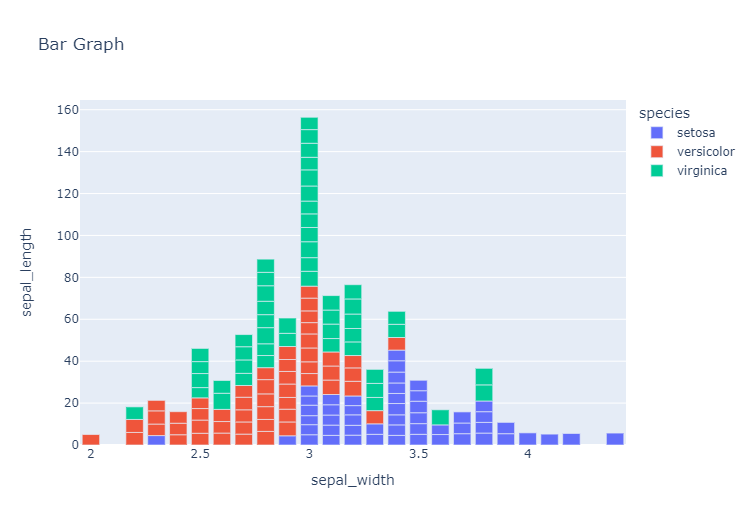 Bar Graph
species
setosa
versicolor
virginica
sepal_length
160
140
120
100
80
60
40
20
0
2
2.5
3
3.5
4
sepal_width